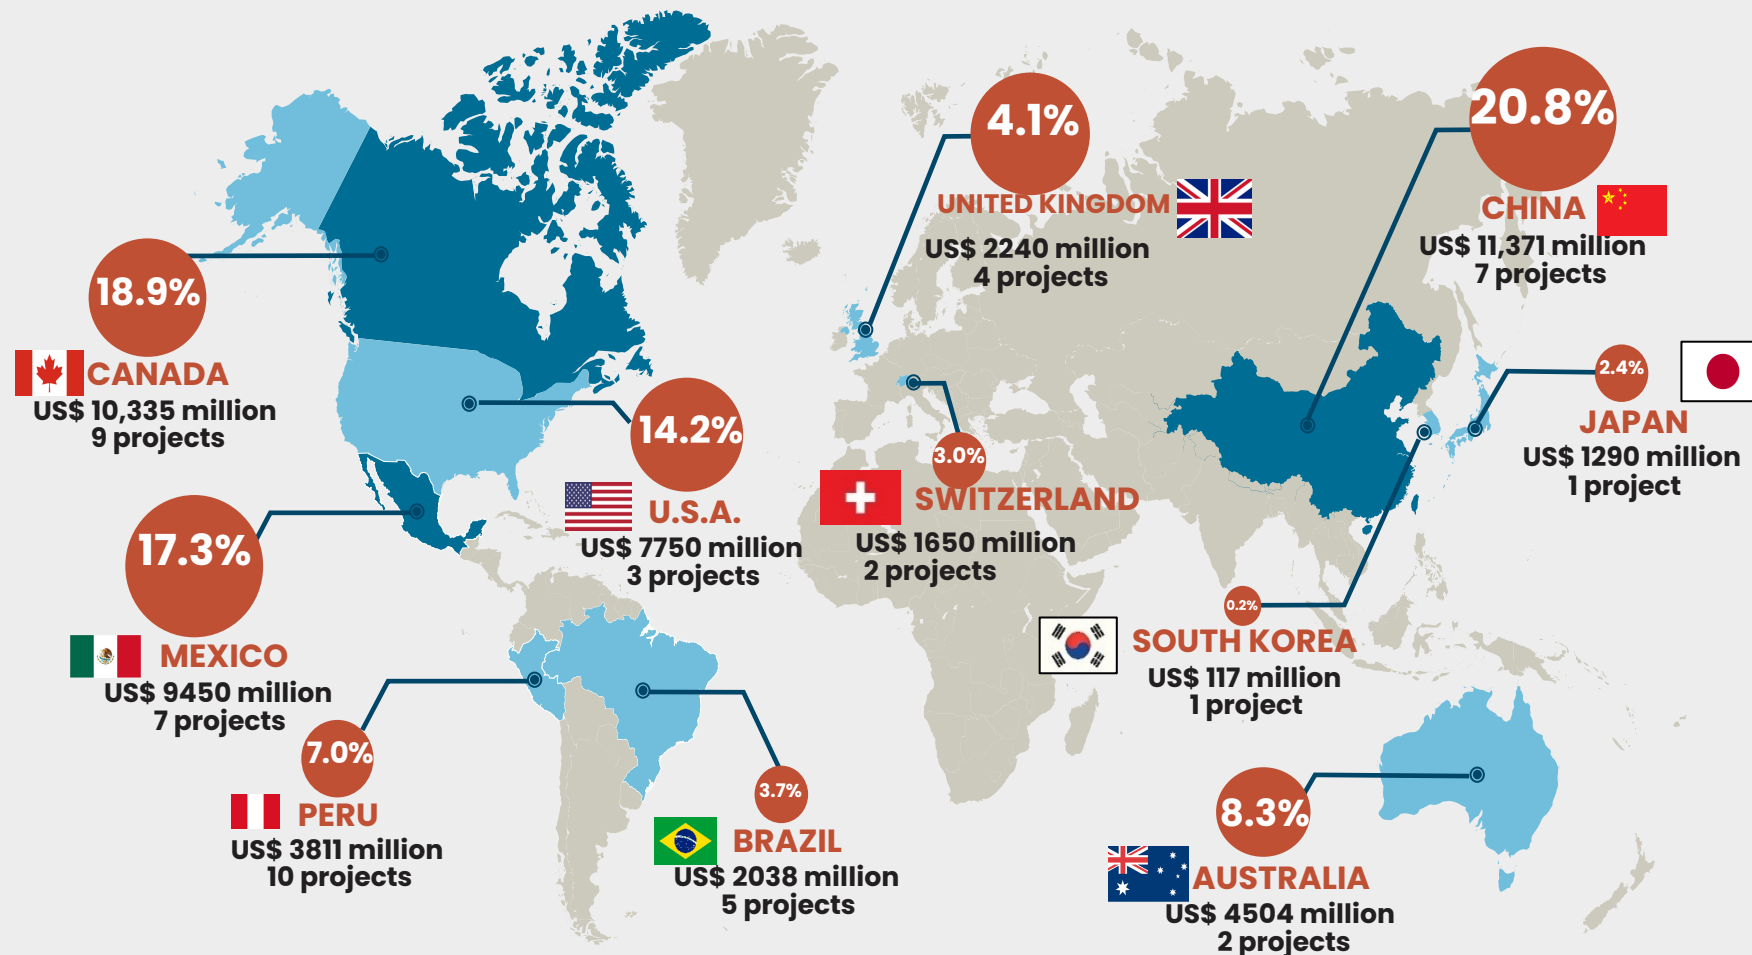 4.1%
UNITED KINGDOM
US$ 2240 million
4 projects
20.8%
CHINA
US$ 11,371 million
7 projects
18.9%
CANADA
US$ 10,335 million
9 projects
2.4%
JAPAN
US$ 1290 million
1 project
14.2%
U.S.A.
US$ 7750 million
3 projects
3.0%
SWITZERLAND
US$ 1650 million
2 projects
17.3%
MEXICO
US$ 9450 million
7 projects
0.2%
SOUTH KOREA
US$ 117 million
1 project
7.0%
PERU
US$ 3811 million
10 projects
3.7%
BRAZIL
US$ 2038 million
5 projects
8.3%
AUSTRALIA
US$ 4504 million
2 projects